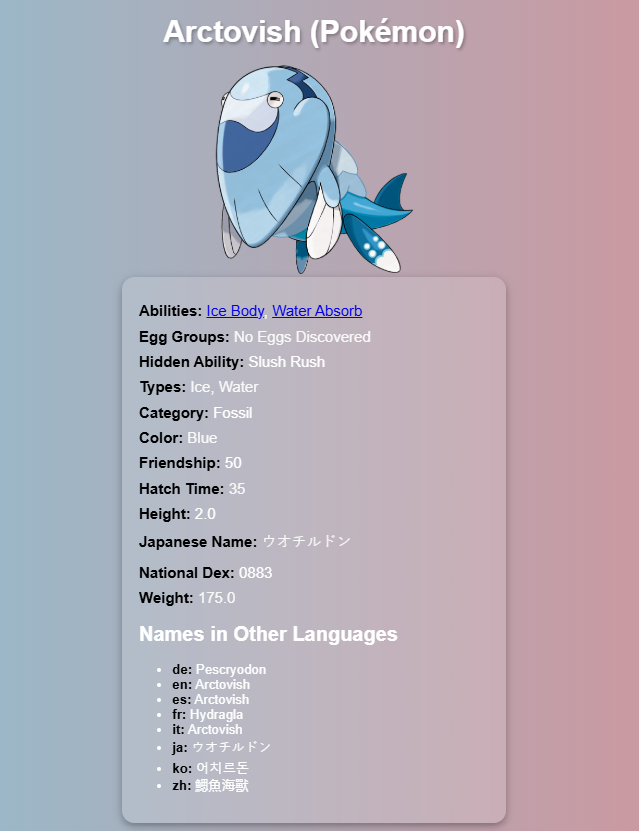 Arctovish (Pokémon)
Abilities: Ice Body, Water Absorb
Egg Groups: No Eggs Discovered
Hidden Ability: Slush Rush
Types: Ice, Water
Category: Fossil
Color: Blue
Friendship: 50
Hatch Time: 35
Height: 2.0
Japanese Name: ウオチルドン
National Dex: 0883
Weight: 175.0
Names in Other Languages
de: Pescryodon
en: Arctovish
es: Arctovish
fr: Hydragla
it: Arctovish
ja: ウオチルドン
ko: 어치르돈
zh: 鰓魚海獸